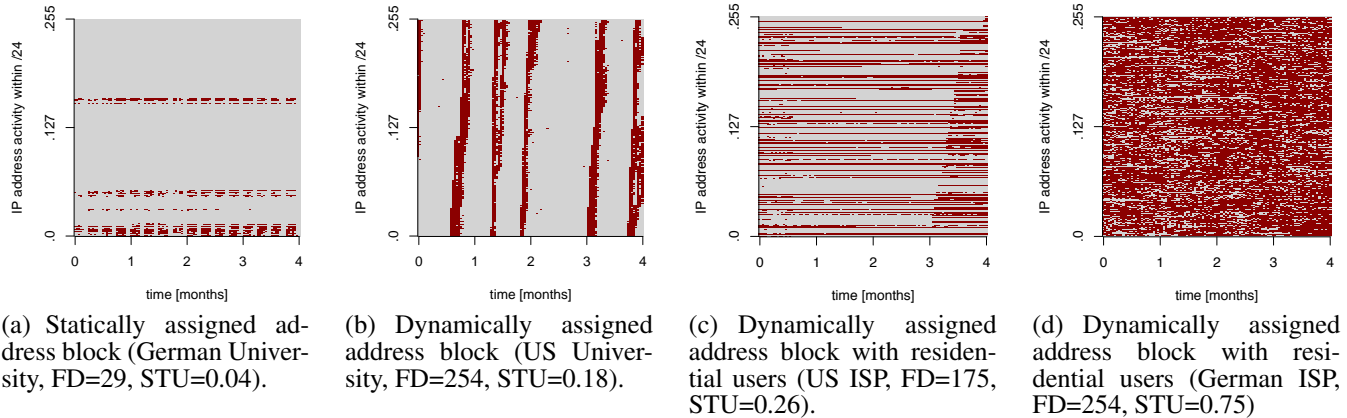 IP address activity within /24
.255
.127
.0
0 1 2 3 4
time [months]
(a) Statically assigned ad-
dress block (German Univer-
sity, FD=29, STU=0.04).
IP address activity within /24
.255
.127
.0
0 1 2 3 4
time [months]
(b) Dynamically assigned
address block (US Univer-
sity, FD=254, STU=0.18).
IP address activity within /24
.255
.127
.0
0 1 2 3 4
time [months]
(c) Dynamically assigned
address block with residen-
tial users (US ISP, FD=175,
STU=0.26).
IP address activity within /24
.255
.127
.0
0 1 2 3 4
time [months]
(d) Dynamically assigned
address block with resi-
dential users (German ISP,
FD=254, STU=0.75)